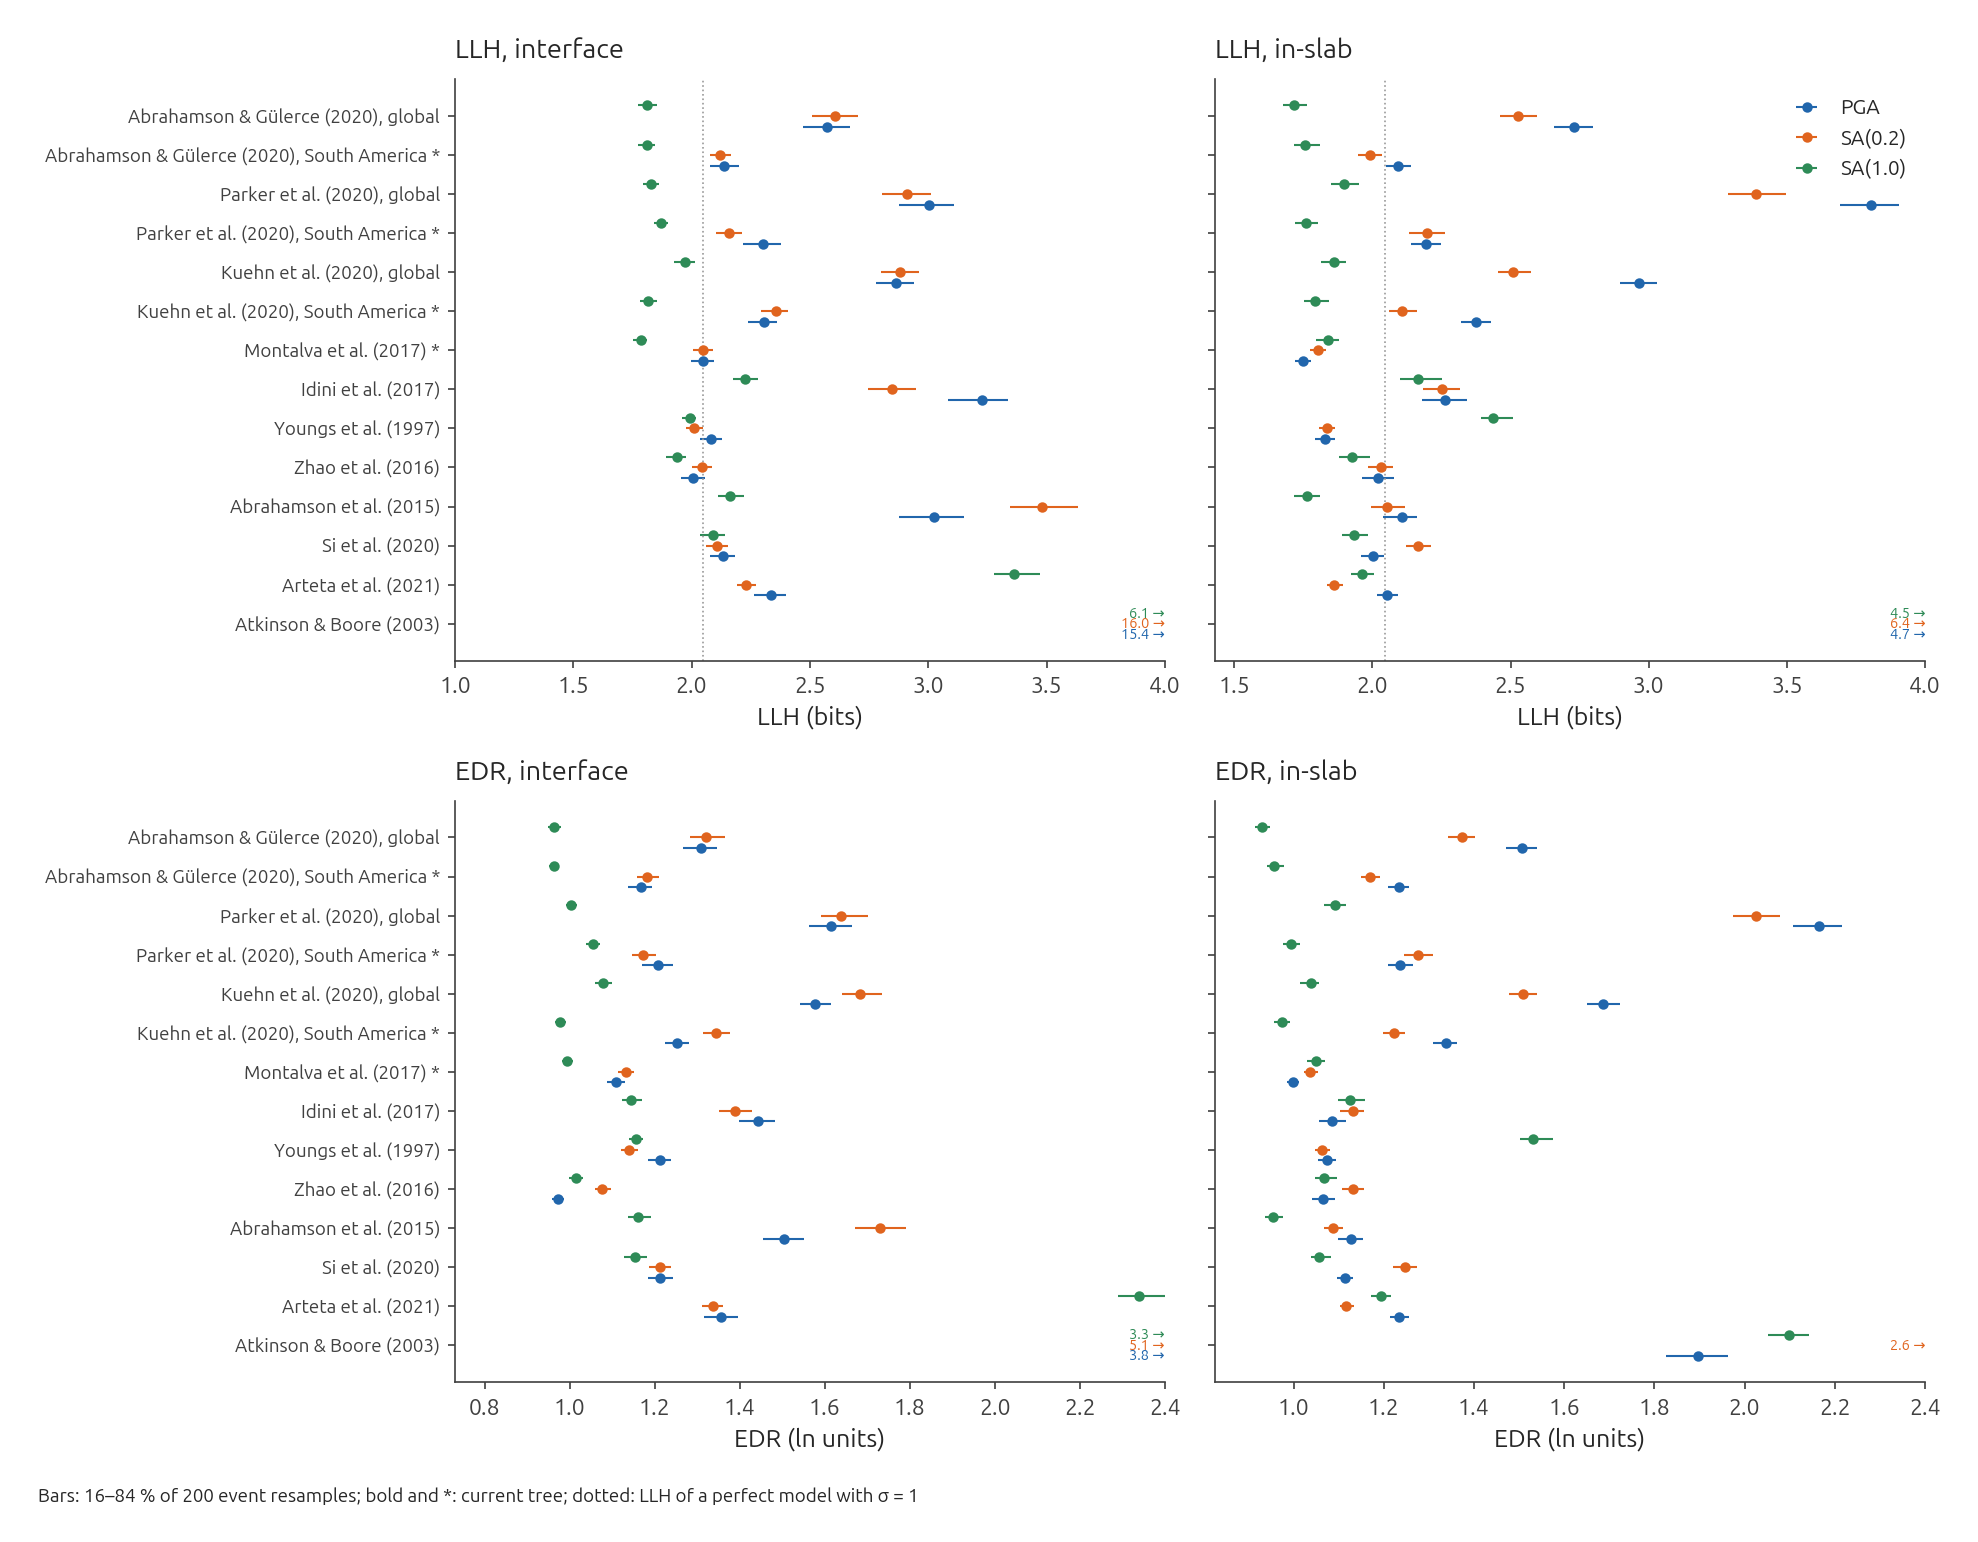 LLH, interface
LLH, in-slab
Abrahamson & Gülerce (2020), global
Abrahamson & Gülerce (2020), South America *
Parker et al. (2020), global
Parker et al. (2020), South America *
Kuehn et al. (2020), global
Kuehn et al. (2020), South America *
Montalva et al. (2017) *
Idini et al. (2017)
Youngs et al. (1997)
Zhao et al. (2016)
Abrahamson et al. (2015)
Si et al. (2020)
Arteta et al. (2021)
Atkinson & Boore (2003)
6.1 →
16.0 →
15.4 →
1.0 1.5 2.0 2.5 3.0 3.5 4.0
LLH (bits)
PGA
SA(0.2)
SA(1.0)
4.5 →
6.4 →
4.7 →
1.5 2.0 2.5 3.0 3.5 4.0
LLH (bits)
EDR, interface
EDR, in-slab
Abrahamson & Gülerce (2020), global
Abrahamson & Gülerce (2020), South America *
Parker et al. (2020), global
Parker et al. (2020), South America *
Kuehn et al. (2020), global
Kuehn et al. (2020), South America *
Montalva et al. (2017) *
Idini et al. (2017)
Youngs et al. (1997)
Zhao et al. (2016)
Abrahamson et al. (2015)
Si et al. (2020)
Arteta et al. (2021)
Atkinson & Boore (2003)
3.3 →
5.1 →
3.8 →
0.8 1.0 1.2 1.4 1.6 1.8 2.0 2.2 2.4
EDR (ln units)
2.6 →
1.0 1.2 1.4 1.6 1.8 2.0 2.2 2.4
EDR (ln units)
Bars: 16–84 % of 200 event resamples; bold and *: current tree; dotted: LLH of a perfect model with σ = 1